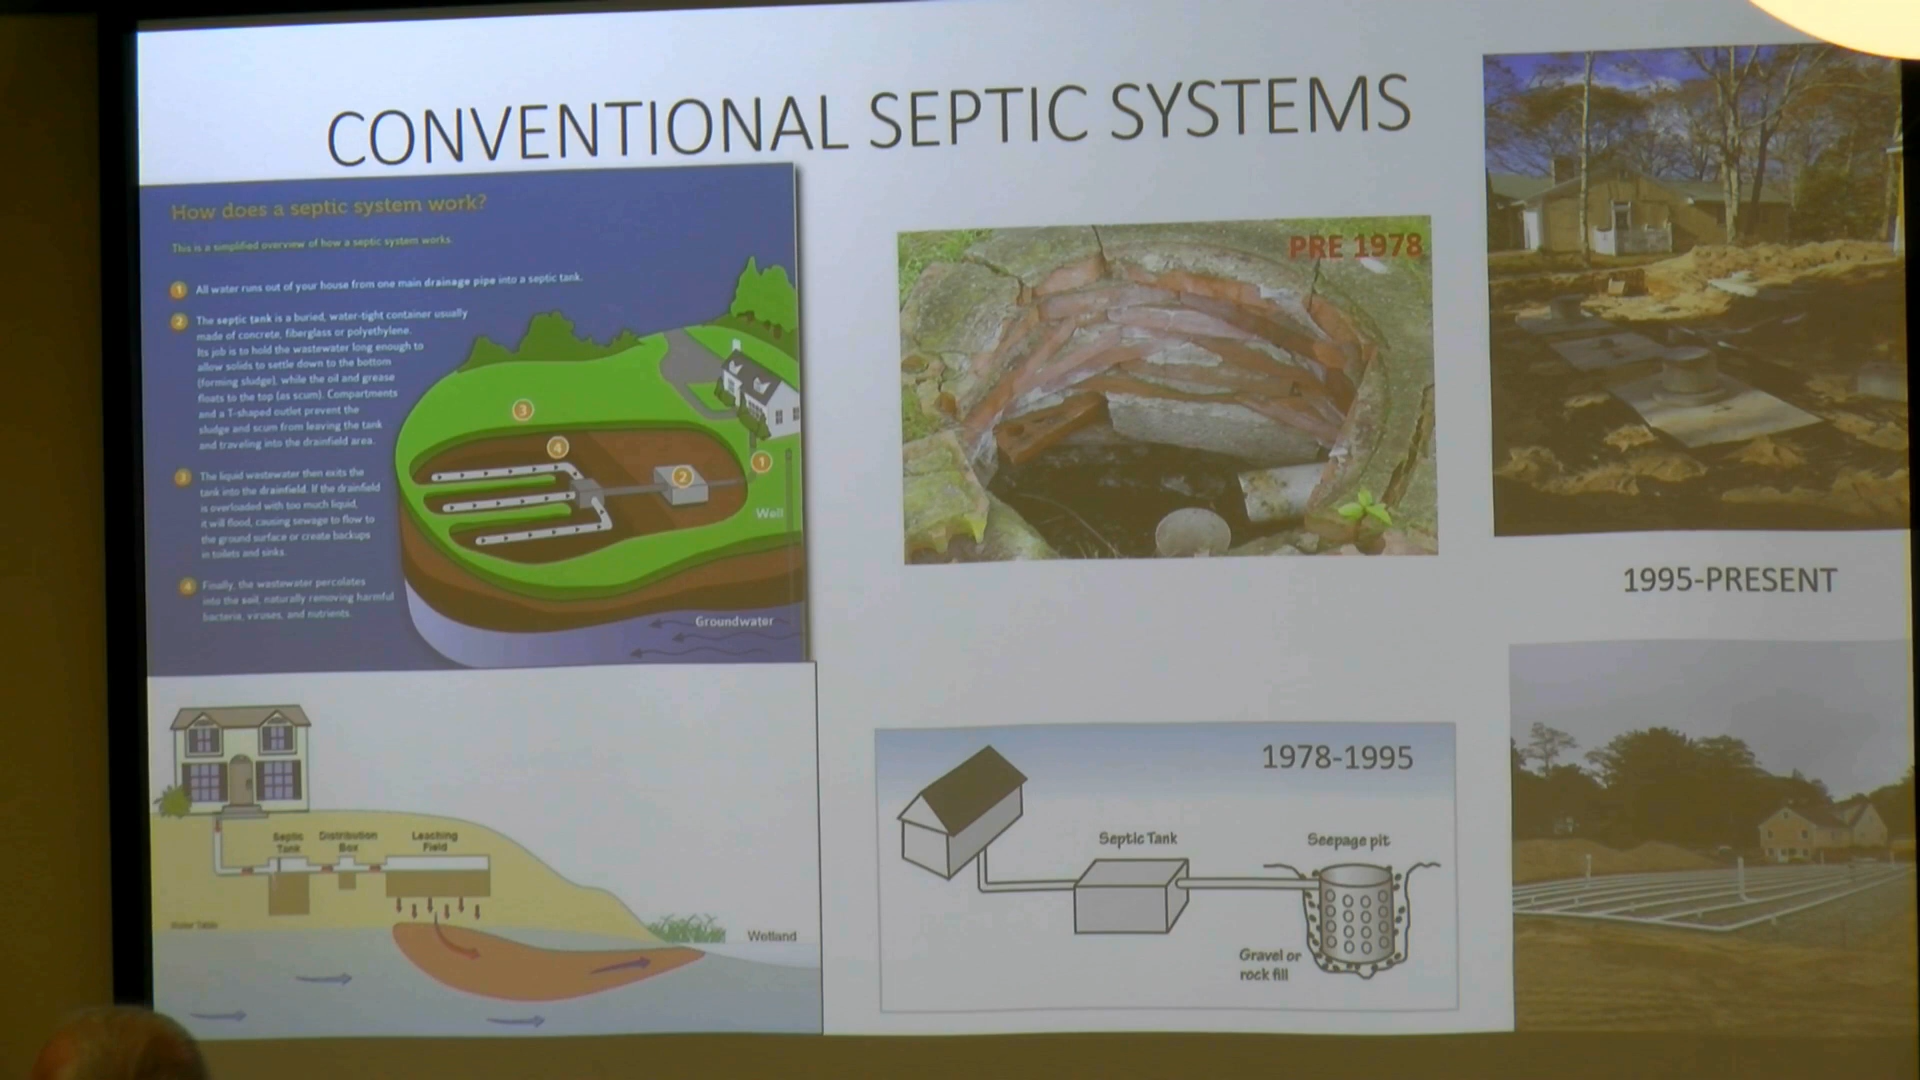 CONVENTIONAL SEPTIC SYSTEMS
How does a septic system work?
This is a simplified overview of how a septic system works.
1 All water runs out of your house from one main drainage pipe into a septic tank.
2 The septic tank is a buried, water-tight container usually
made of concrete, fiberglass or polyethylene.
Its job is to hold the wastewater long enough to
allow solids to settle down to the bottom
(forming sludge), while the oil and grease
floats to the top (as scum). Compartments
and a T-shaped outlet prevent the
sludge and scum from leaving the tank
and traveling into the drainfield area.
3 The liquid wastewater then exits the
tank into the drainfield. If the drainfield
is overloaded with too much liquid,
it will flood, causing sewage to flow to
the ground surface or create backups
in toilets and sinks.
4 Finally, the wastewater percolates
into the soil, naturally removing harmful
bacteria, viruses, and nutrients.
3
4
2
1
Well
Groundwater
PRE 1978
1995-PRESENT
Septic
Tank
Distribution
Box
Leaching
Field
Water Table
Wetland
1978-1995
Septic Tank
Seepage pit
Gravel or
rock fill